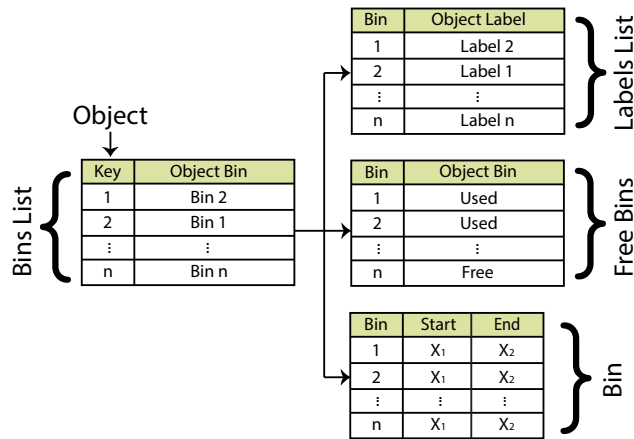 Object
Bins List
Key Object Bin
1 Bin 2
2 Bin 1
⋮ ⋮
n Bin n
Bin Object Label
1 Label 2
2 Label 1
⋮ ⋮
n Label n
Labels List
Bin Object Bin
1 Used
2 Used
⋮ ⋮
n Free
Free Bins
Bin Start End
1 X₁ X₂
2 X₁ X₂
⋮ ⋮ ⋮
n X₁ X₂
Bin